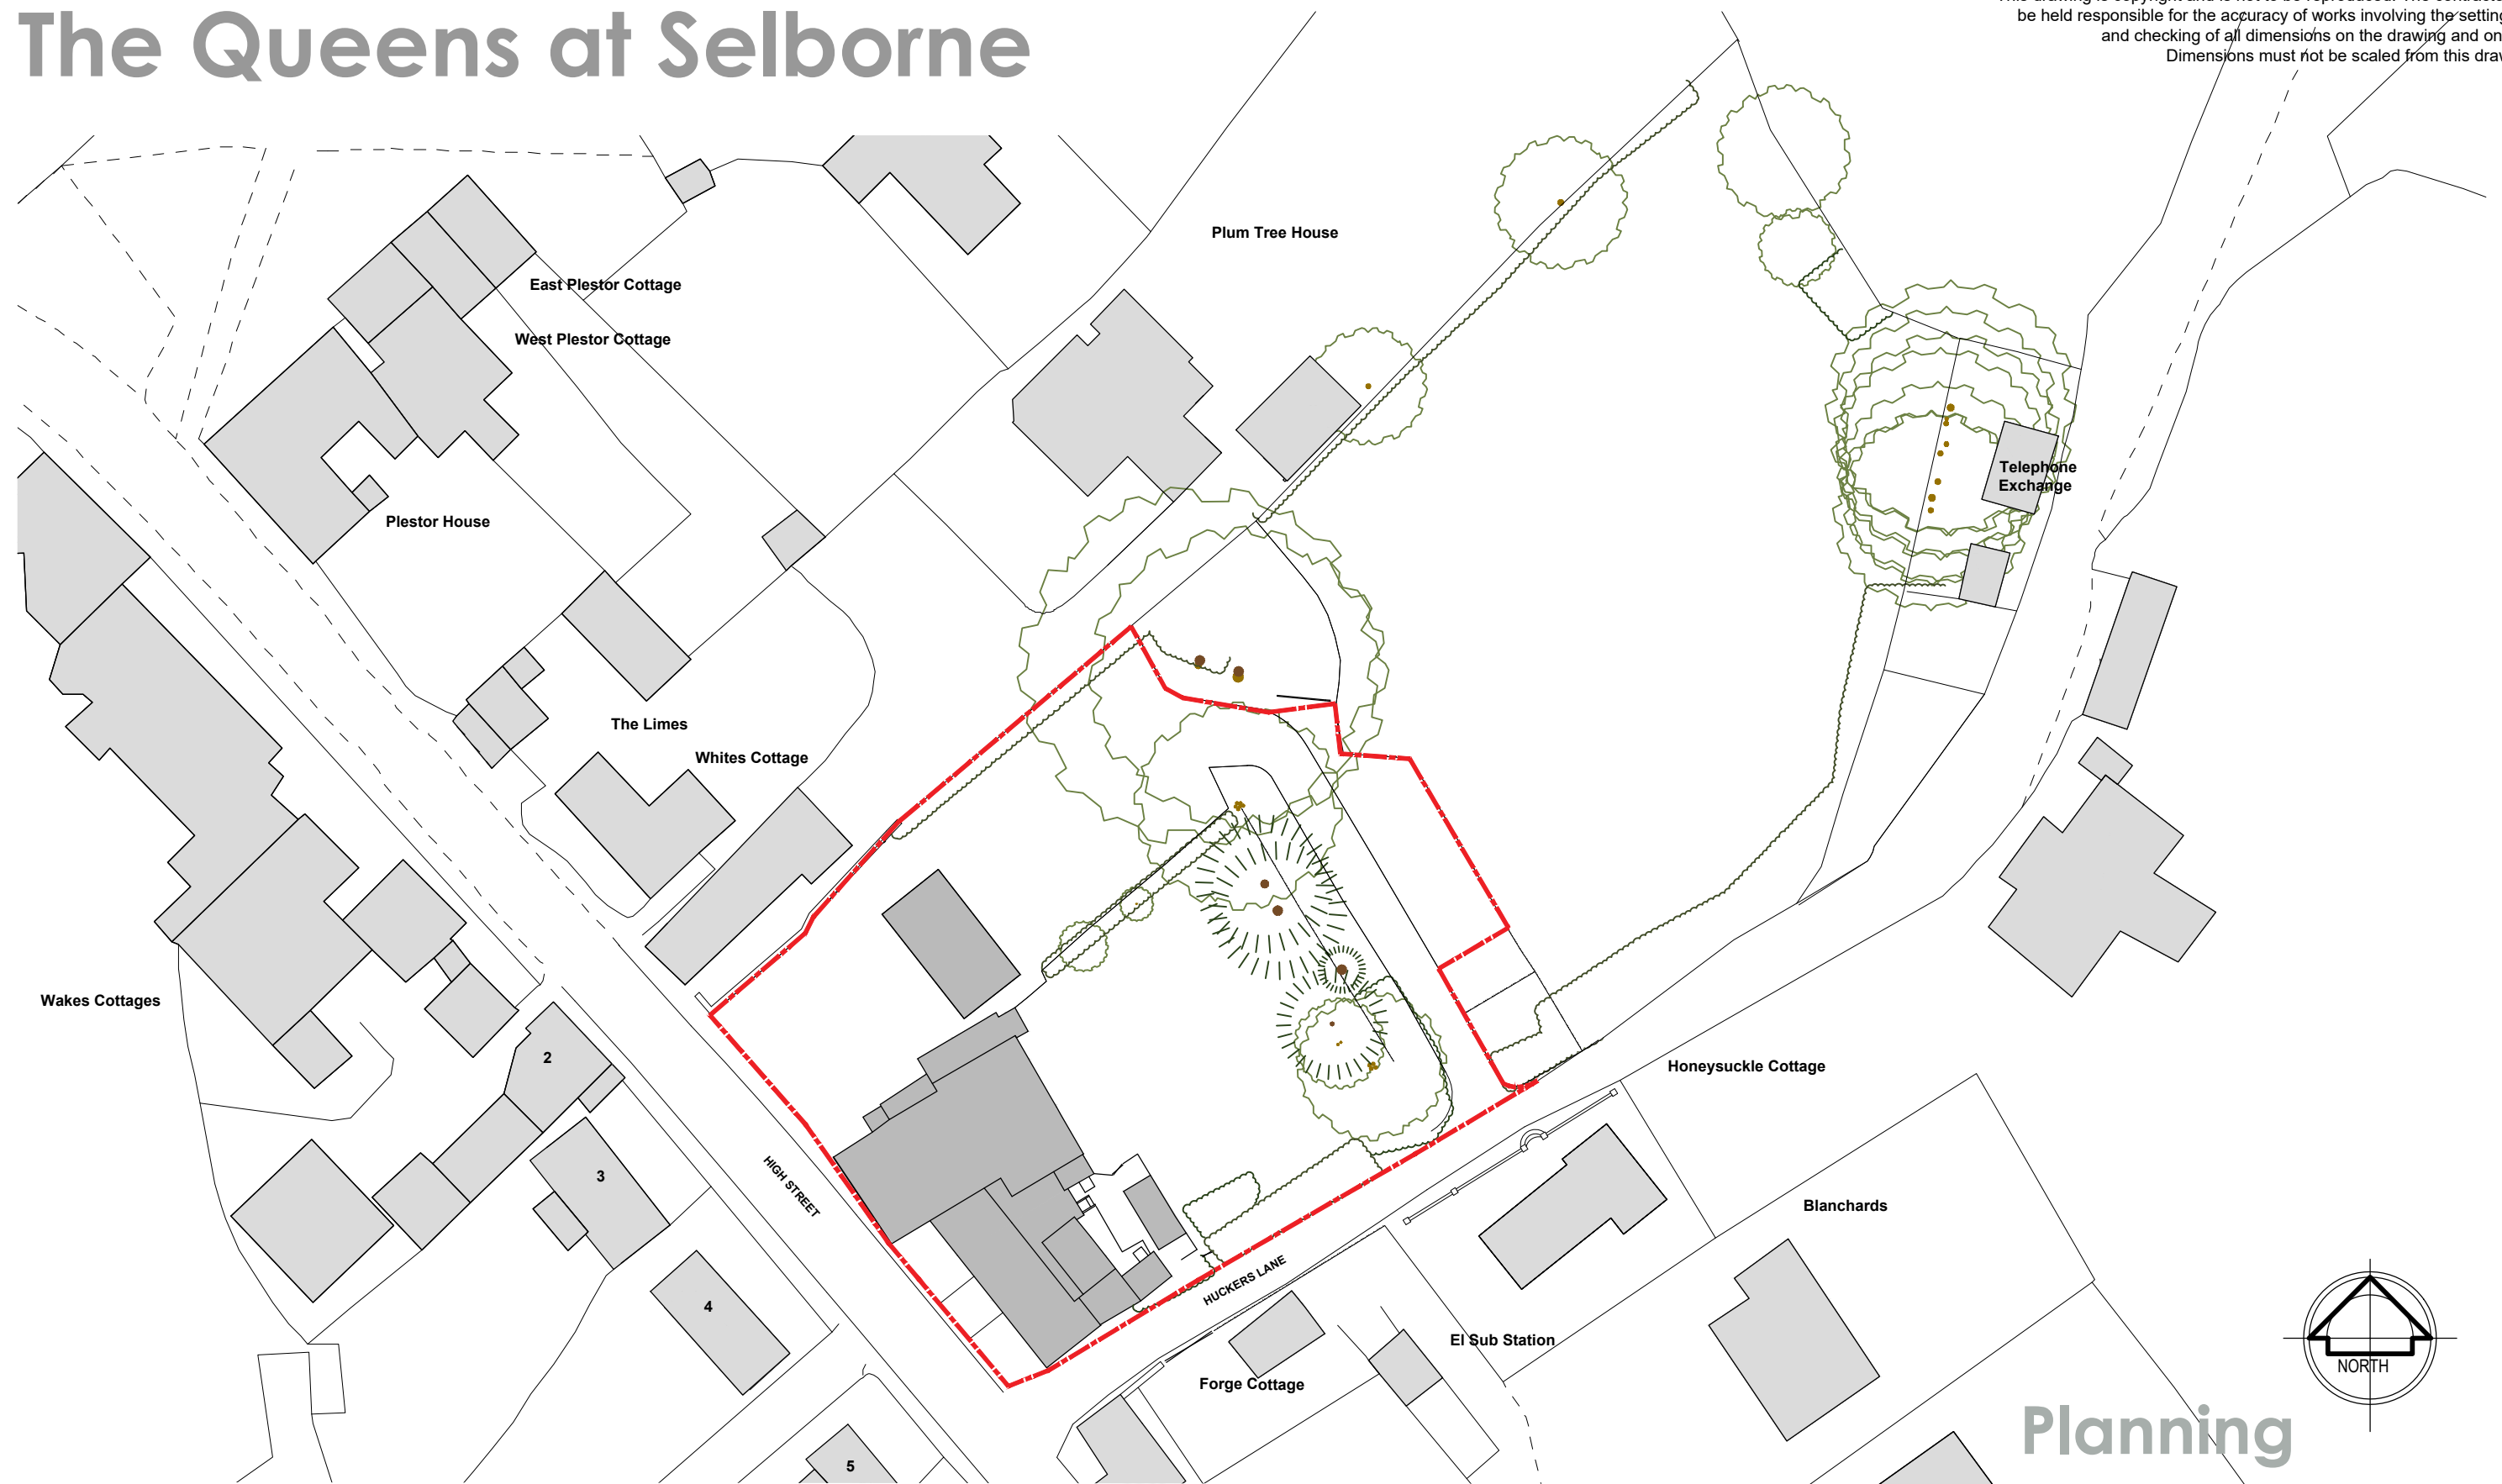 The Queens at Selborne
be held responsible for the accuracy of works involving the setting
and checking of all dimensions on the drawing and on
Dimensions must not be scaled from this
Plum Tree House
East Plestor Cottage
West Plestor Cottage
Telephone
Exchange
Plestor House
The Limes
Whites Cottage
Wakes Cottages
2
Honeysuckle Cottage
3
HIGH STREET
Blanchards
HUCKERS LANE
4
El Sub Station
NORTH
Forge Cottage
Planning
5